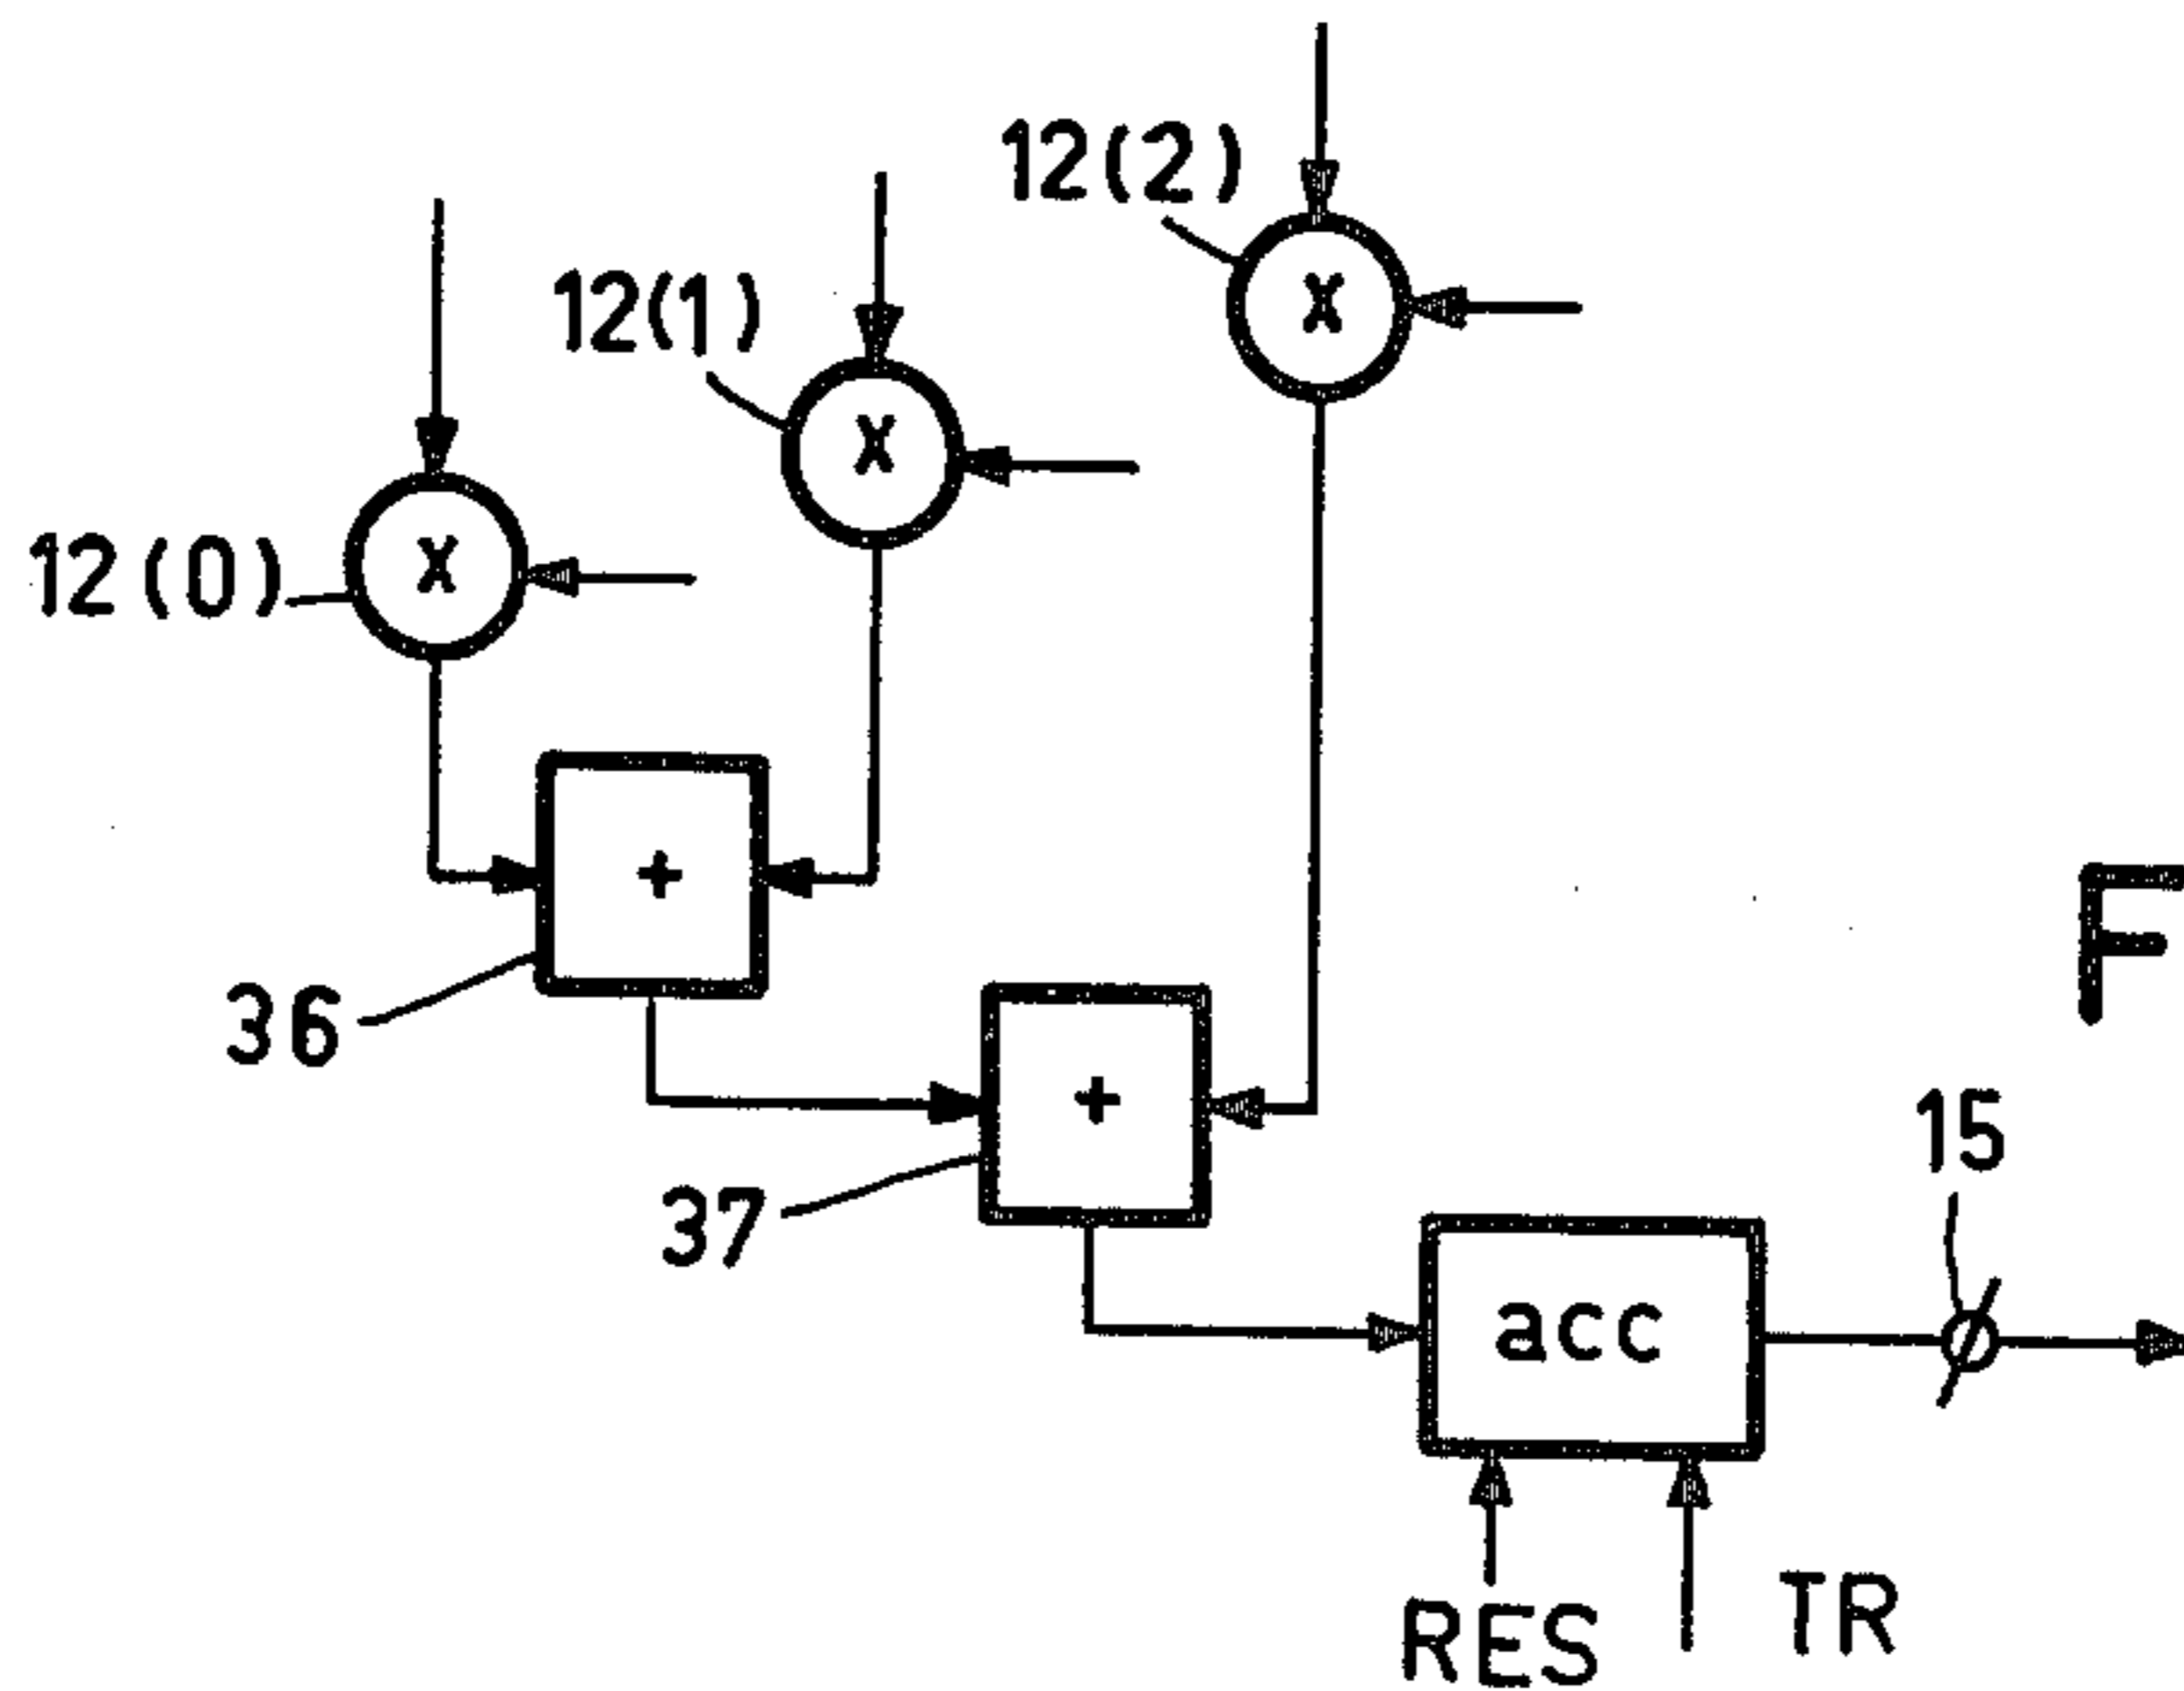 12(2)
12(1)
x
x
12(0)
x
+
F
36
+
15
37
acc
RES
TR